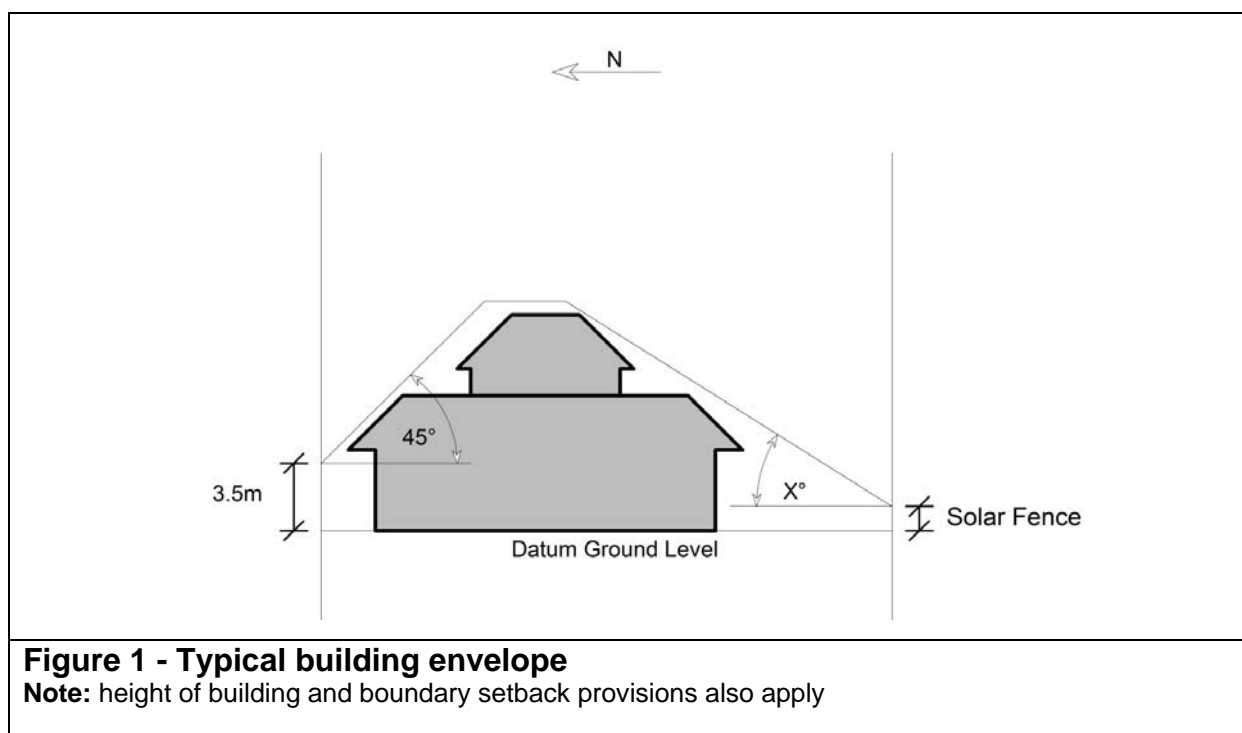 N
45°
3.5m
X°
Solar Fence
Datum Ground Level
Figure 1 - Typical building envelope
Note: height of building and boundary setback provisions also apply